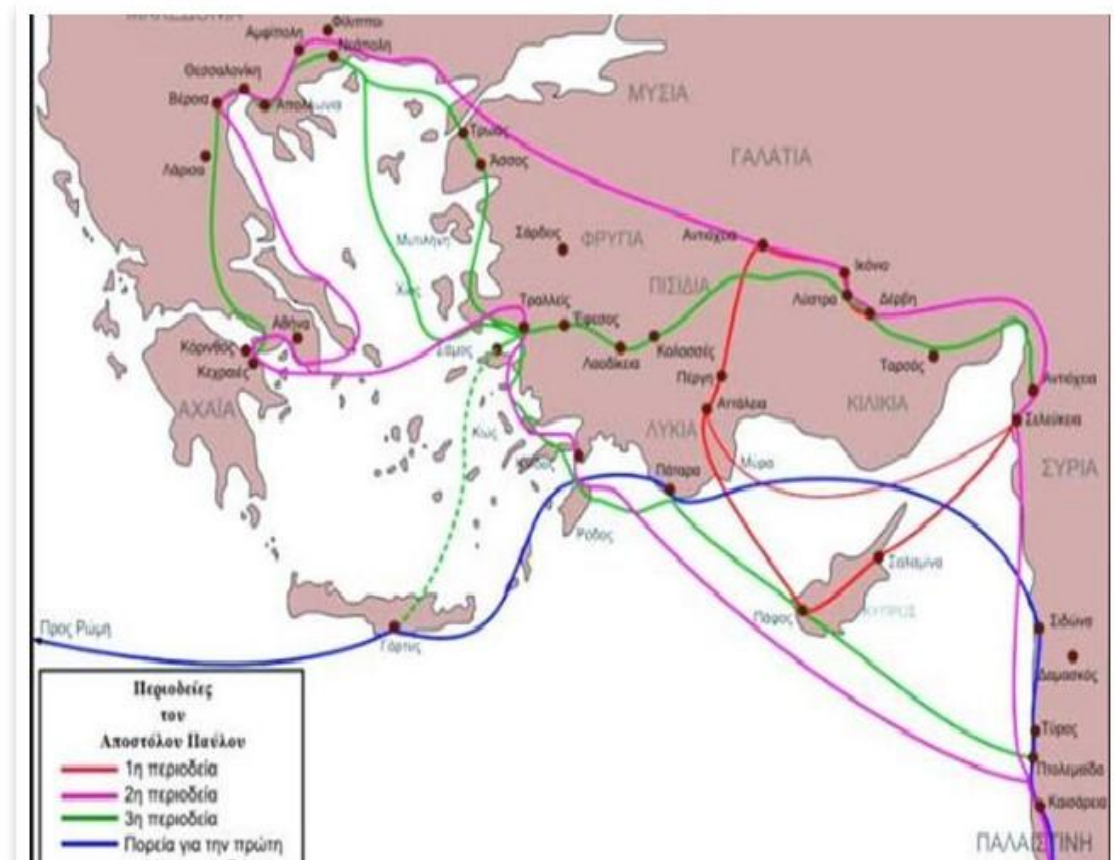 Φίλιπποι
Αμφίπολη
Νεάπολη
Θεσσαλονίκη
Βέροια
Απολλωνία
ΜΥΣΙΑ
Τρωάς
Λάρισα
Άσσος
ΓΑΛΑΤΙΑ
Μυτιλήνη
Σάρδος
ΦΡΥΓΙΑ
Αντιόχεια
Ικόνιο
Χίος
ΠΙΣΙΔΙΑ
Λύστρα
Δέρβη
Τραλλείς
Αθήνα
Έφεσος
Κόρινθος
Σάμος
Λαοδίκεια
Κολασσές
Ταρσός
Κεχραιές
Πέργη
Αντιόχεια
ΑΧΑΪΑ
Αττάλεια
ΚΙΛΙΚΙΑ
Σελεύκεια
Κως
ΛΥΚΙΑ
Πάταρα
Μύρα
ΣΥΡΙΑ
Ρόδος
Σαλαμίνα
Πάφος
ΚΥΠΡΟΣ
Προς Ρώμη
Γόρτυς
Σιδώνα
Δαμασκός
Τύρος
Πτολεμαΐδα
Καισάρεια
ΠΑΛΑΙΣΤΙΝΗ
Περιοδείες
του
Αποστόλου Παύλου
1η περιοδεία
2η περιοδεία
3η περιοδεία
Πορεία για την πρώτη